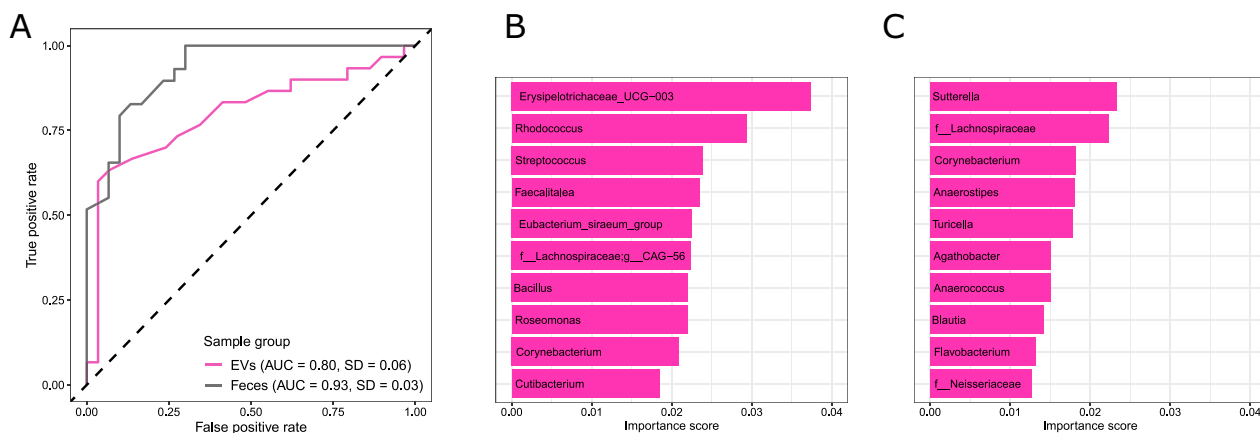 A
1.00
0.75
0.50
0.25
0.00
True positive rate
Sample group
EVs (AUC = 0.80, SD = 0.06)
Feces (AUC = 0.93, SD = 0.03)
0.00 0.25 0.50 0.75 1.00
False positive rate
B
Erysipelotrichaceae_UCG−003
Rhodococcus
Streptococcus
Faecalitalea
Eubacterium_siraeum_group
f__Lachnospiraceae;g__CAG−56
Bacillus
Roseomonas
Corynebacterium
Cutibacterium
0.00 0.01 0.02 0.03 0.04
Importance score
C
Sutterella
f__Lachnospiraceae
Corynebacterium
Anaerostipes
Turicella
Agathobacter
Anaerococcus
Blautia
Flavobacterium
f__Neisseriaceae
0.00 0.01 0.02 0.03 0.04
Importance score